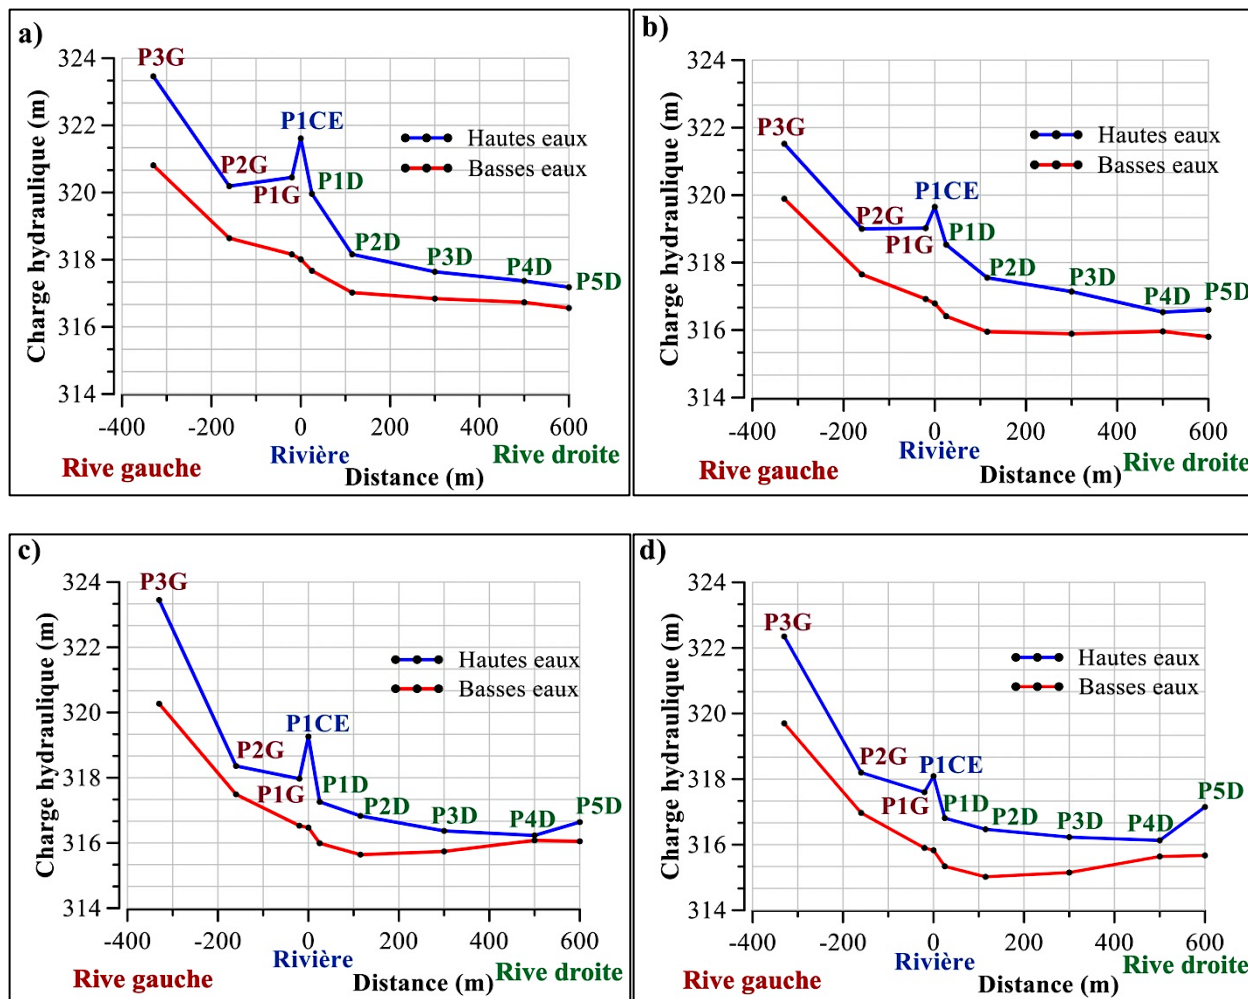 a)
324
322
320
318
316
314
Charge hydraulique (m)
P3G
P2G
P1G
P1CE
P1D
P2D
P3D
P4D
P5D
Hautes eaux
Basses eaux
-400 -200 0 200 400 600
Rivière
Rive droite
Rive gauche
Distance (m)
b)
324
322
320
318
316
314
Charge hydraulique (m)
P3G
P2G
P1G
P1CE
P1D
P2D
P3D
P4D
P5D
Hautes eaux
Basses eaux
-400 -200 0 200 400 600
Rivière
Rive droite
Rive gauche
Distance (m)
c)
324
322
320
318
316
314
Charge hydraulique (m)
P3G
P2G
P1G
P1CE
P1D
P2D
P3D
P4D
P5D
Hautes eaux
Basses eaux
-400 -200 0 200 400 600
Rivière
Rive droite
Rive gauche
Distance (m)
d)
324
322
320
318
316
314
Charge hydraulique (m)
P3G
P2G
P1G
P1CE
P1D
P2D
P3D
P4D
P5D
Hautes eaux
Basses eaux
-400 -200 0 200 400 600
Rivière
Rive droite
Rive gauche
Distance (m)